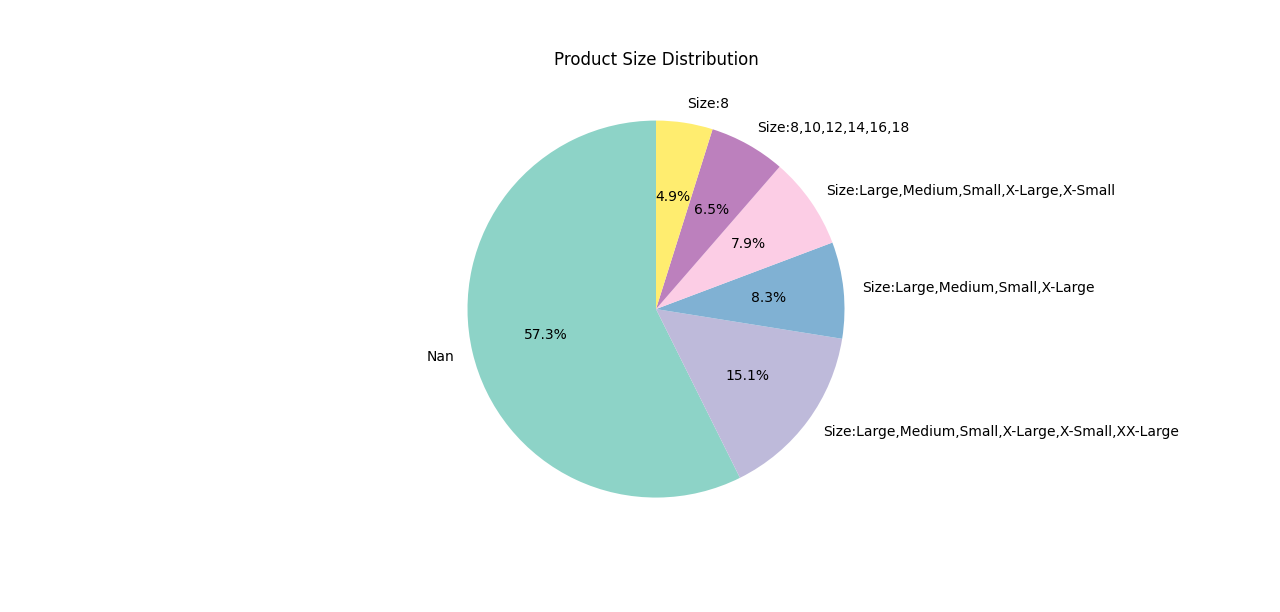 Product Size Distribution
Size:8
Size:8,10,12,14,16,18
Size:Large,Medium,Small,X-Large,X-Small
4.9%
6.5%
7.9%
Size:Large,Medium,Small,X-Large
8.3%
57.3%
Nan
15.1%
Size:Large,Medium,Small,X-Large,X-Small,XX-Large